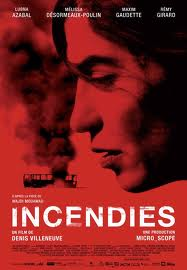 LUBNA AZABAL
MÉLISSA DÉSORMEAUX-POULIN
MAXIM GAUDETTE
RÉMY GIRARD
D'APRÈS LA PIÈCE DE
WAJDI MOUAWAD
INCENDIES
UN FILM DE
DENIS VILLENEUVE
UNE PRODUCTION
MICRO_SCOPE